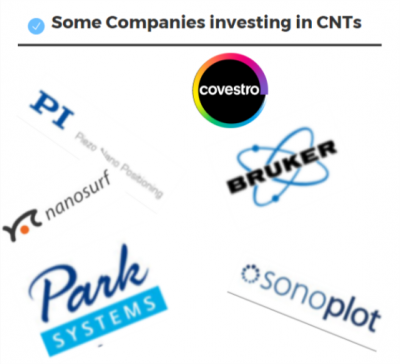 Some Companies investing in CNTs
covestro
PI
Piezo Nano Positioning
BRUKER
nanosurf
Park
SYSTEMS
sonoplot